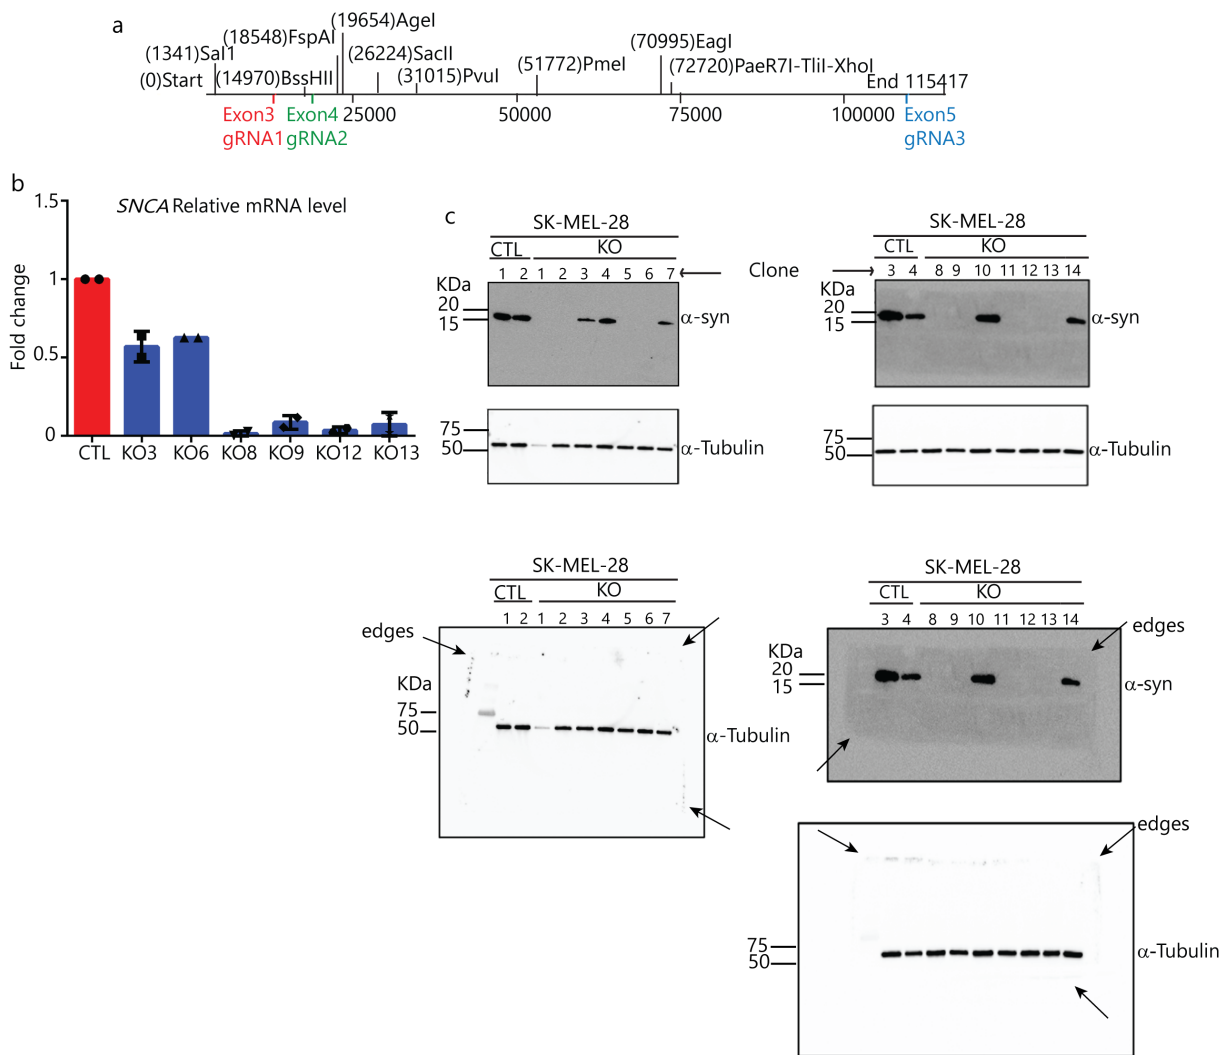 a
(19654)AgeI
(18548)FspAI
(70995)EagI
(1341)Sal1
(26224)SacII
(51772)PmeI
(72720)PaeR7I-TliI-XhoI
(0)Start
(14970)BssHII
(31015)PvuI
End 115417
Exon3
Exon4
25000
50000
75000
100000
Exon5
gRNA1
gRNA2
gRNA3
b
SNCA Relative mRNA level
Fold change
1.5
1
0.5
0
CTL KO3 KO6 KO8 KO9 KO12 KO13
c
SK-MEL-28
CTL KO
1 2 1 2 3 4 5 6 7
Clone
KDa
20
15
α-syn
75
50
α-Tubulin
SK-MEL-28
CTL KO
3 4 8 9 10 11 12 13 14
KDa
20
15
α-syn
75
50
α-Tubulin
SK-MEL-28
CTL KO
1 2 1 2 3 4 5 6 7
edges
KDa
75
50
α-Tubulin
SK-MEL-28
CTL KO
3 4 8 9 10 11 12 13 14
edges
KDa
20
15
α-syn
edges
75
50
α-Tubulin